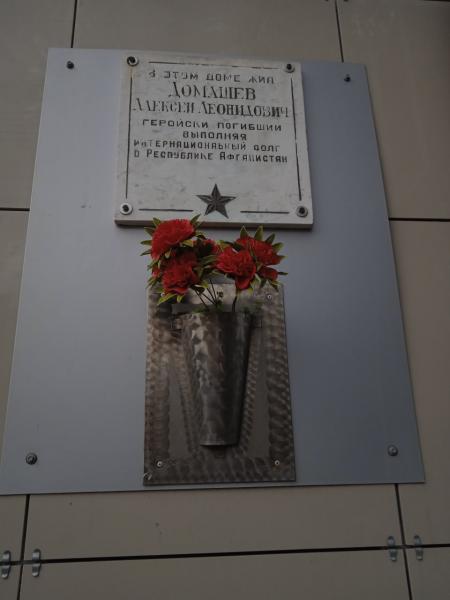 В ЭТОМ ДОМЕ ЖИЛ
ДОМАШЕВ
АЛЕКСЕЙ ЛЕОНИДОВИЧ
ГЕРОЙСКИ ПОГИБШИЙ
ВЫПОЛНЯЯ
ИНТЕРНАЦИОНАЛЬНЫЙ ДОЛГ
В РЕСПУБЛИКЕ АФГАНИСТАН